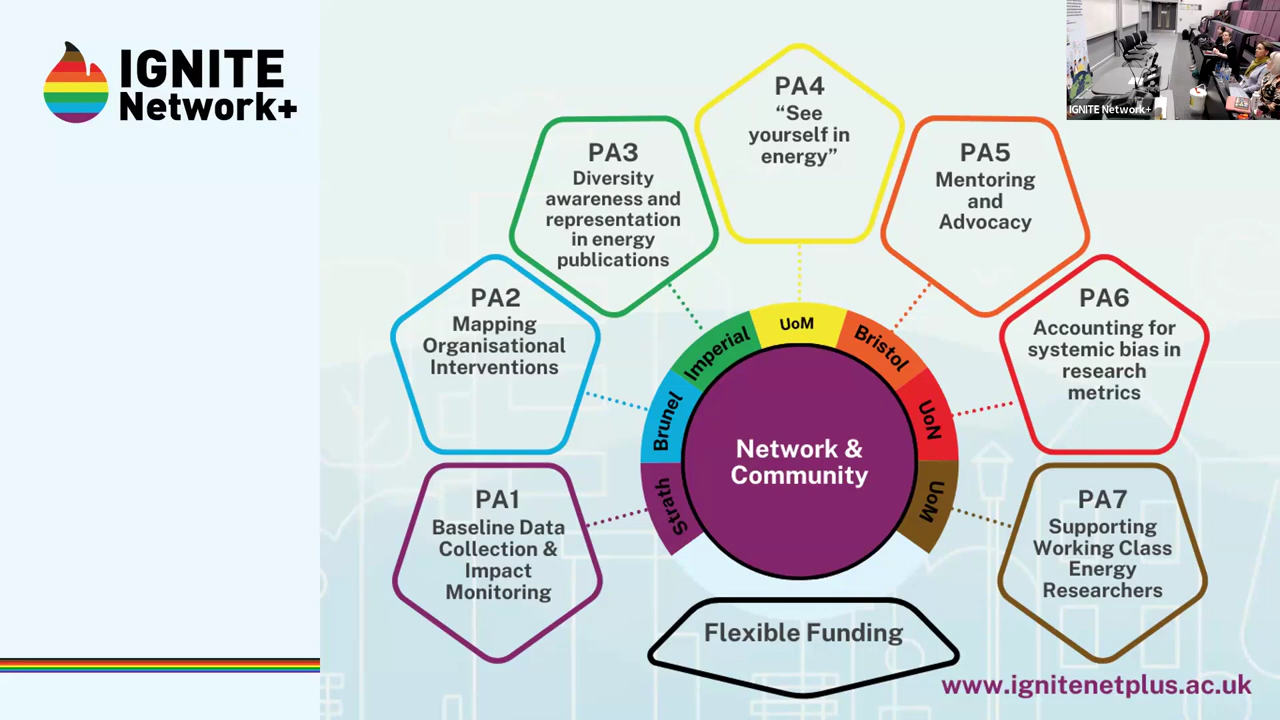 IGNITE
Network+
IGNITE Network+
PA4
“See
yourself in
energy”
PA3
Diversity
awareness and
representation
in energy
publications
PA5
Mentoring
and
Advocacy
PA2
Mapping
Organisational
Interventions
PA6
Accounting for
systemic bias in
research
metrics
PA1
Baseline Data
Collection &
Impact
Monitoring
PA7
Supporting
Working Class
Energy
Researchers
Strath
Brunel
Imperial
UoM
Bristol
UoN
UoM
Network &
Community
Flexible Funding
www.ignitenetplus.ac.uk